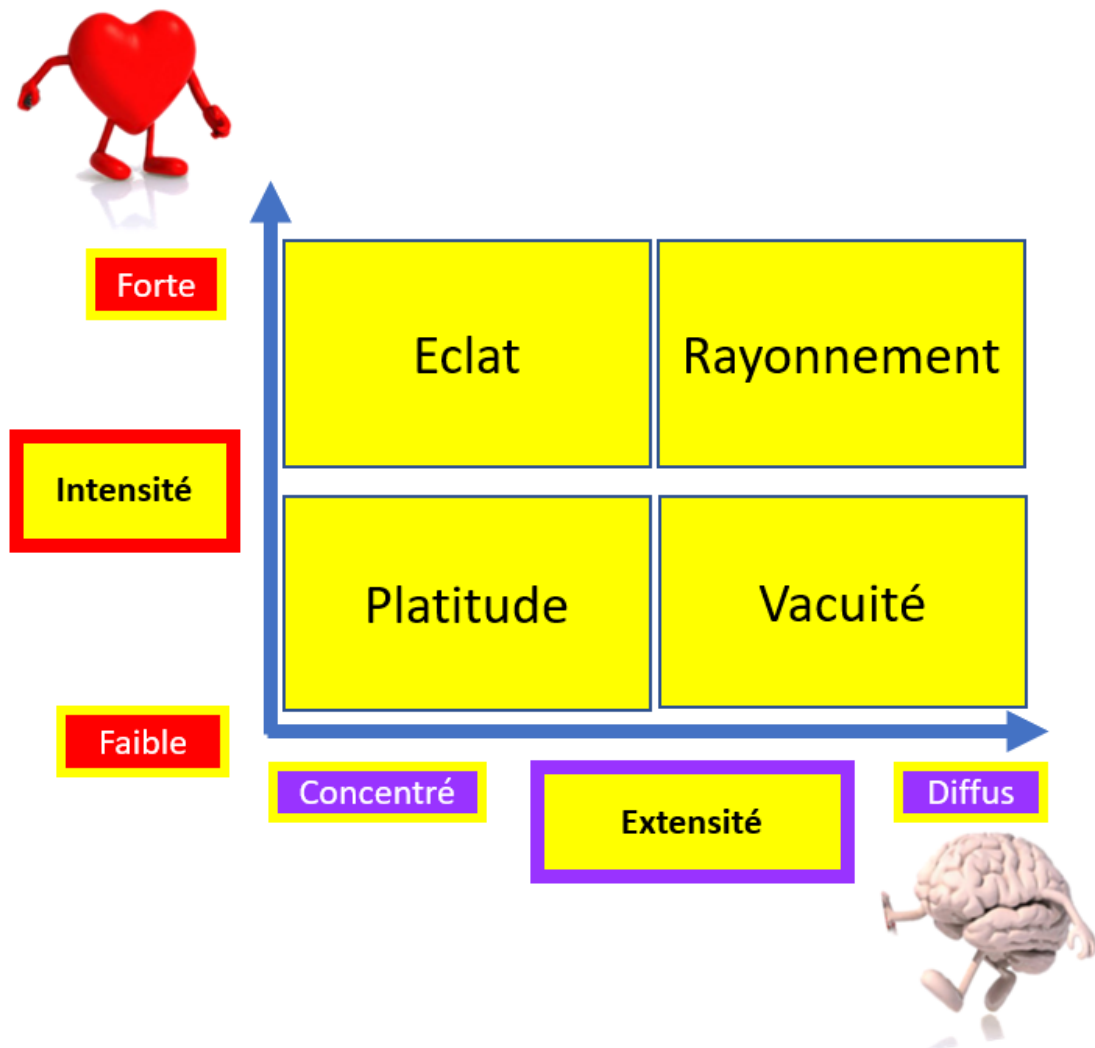 Forte
Eclat
Rayonnement
Intensité
Platitude
Vacuité
Faible
Concentré
Extensité
Diffus